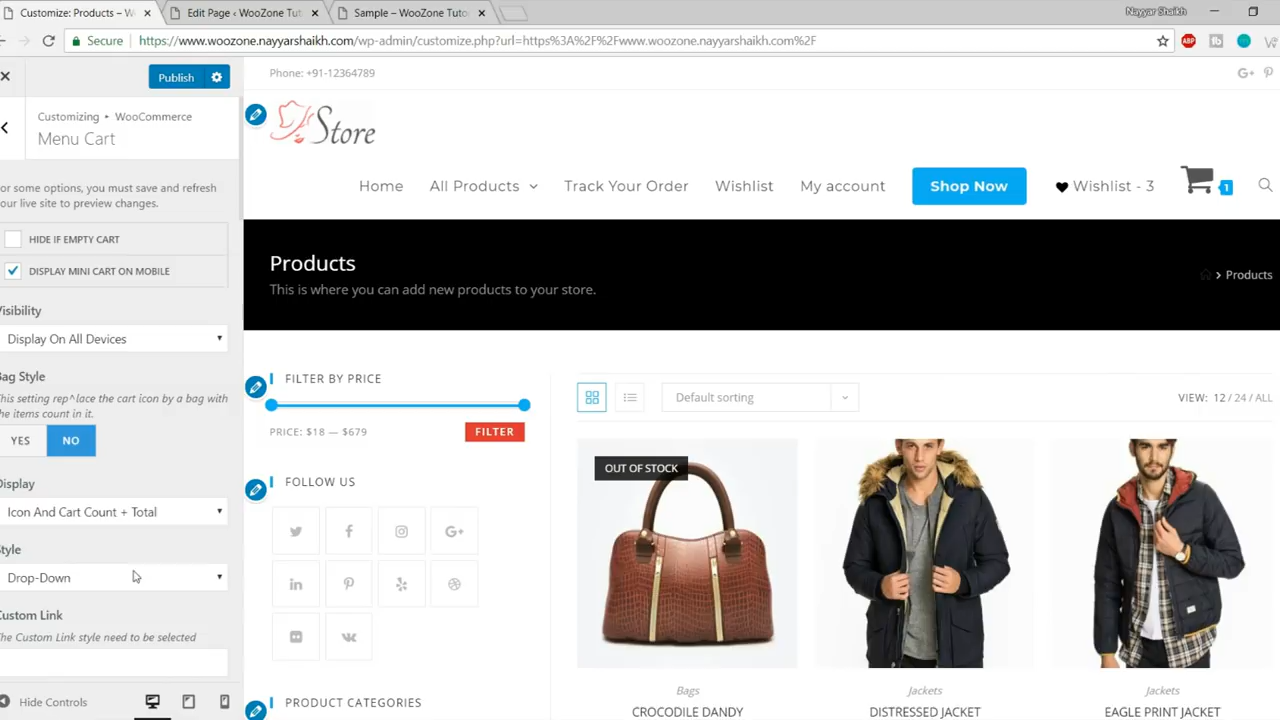 Customize: Products – W
Edit Page ‹ WooZone Tut
Sample – WooZone Tuto
Nayyar Shaikh
Secure
https://www.woozone.nayyarshaikh.com/wp-admin/customize.php?url=https%3A%2F%2Fwww.woozone.nayyarshaikh.com%2F
ABP
Publish
Phone: +91-12364789
G+
Customizing • WooCommerce
Menu Cart
Store
Home
All Products
Track Your Order
Wishlist
My account
Shop Now
Wishlist - 3
1
or some options, you must save and refresh
our live site to preview changes.
HIDE IF EMPTY CART
DISPLAY MINI CART ON MOBILE
Products
This is where you can add new products to your store.
Products
Visibility
Display On All Devices
Bag Style
This setting rep^lace the cart icon by a bag with
the items count in it.
YES
NO
Display
Icon And Cart Count + Total
Style
Drop-Down
Custom Link
The Custom Link style need to be selected
Hide Controls
FILTER BY PRICE
PRICE: $18 — $679
FILTER
FOLLOW US
G+
PRODUCT CATEGORIES
Default sorting
VIEW: 12 / 24 / ALL
OUT OF STOCK
Bags
CROCODILE DANDY
Jackets
DISTRESSED JACKET
Jackets
EAGLE PRINT JACKET